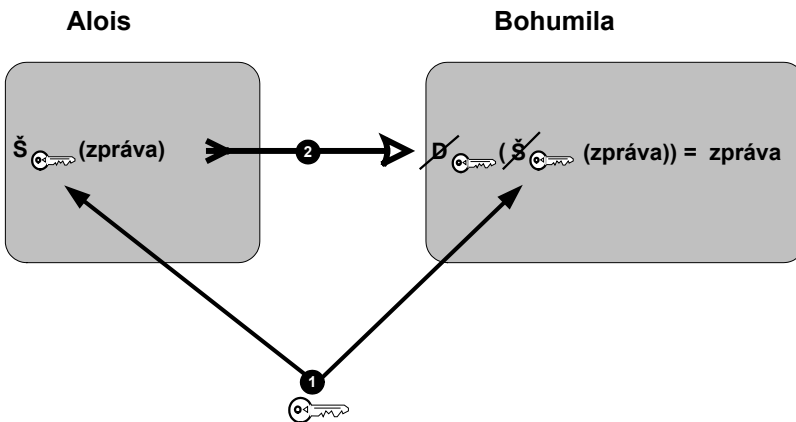 Alois
Bohumila
Š (zpráva)
2
D ( Š (zpráva)) = zpráva
1